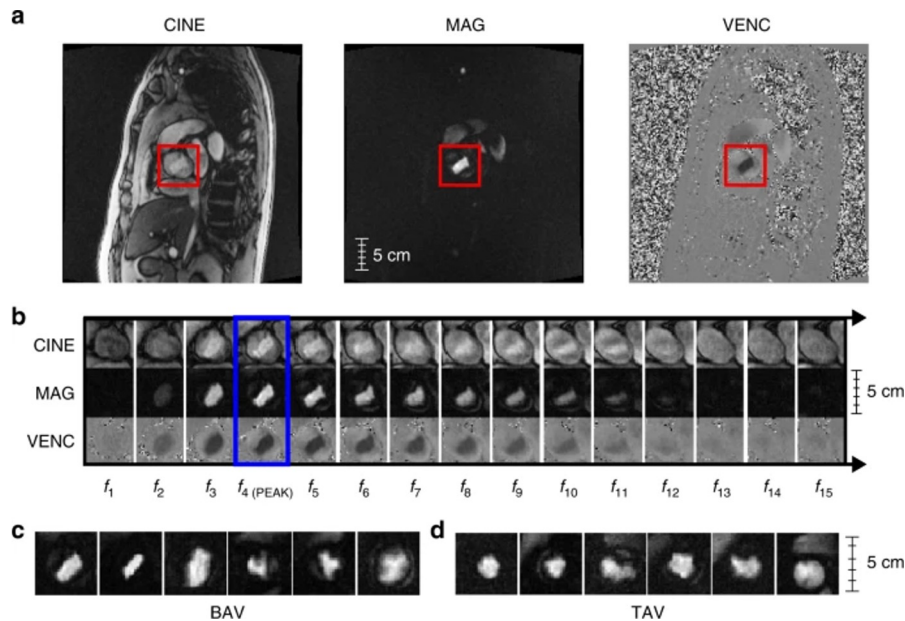 a
CINE MAG VENC
5 cm
b
CINE
MAG
VENC
5 cm
f1 f2 f3 f4 (PEAK) f5 f6 f7 f8 f9 f10 f11 f12 f13 f14 f15
c d
5 cm
BAV TAV